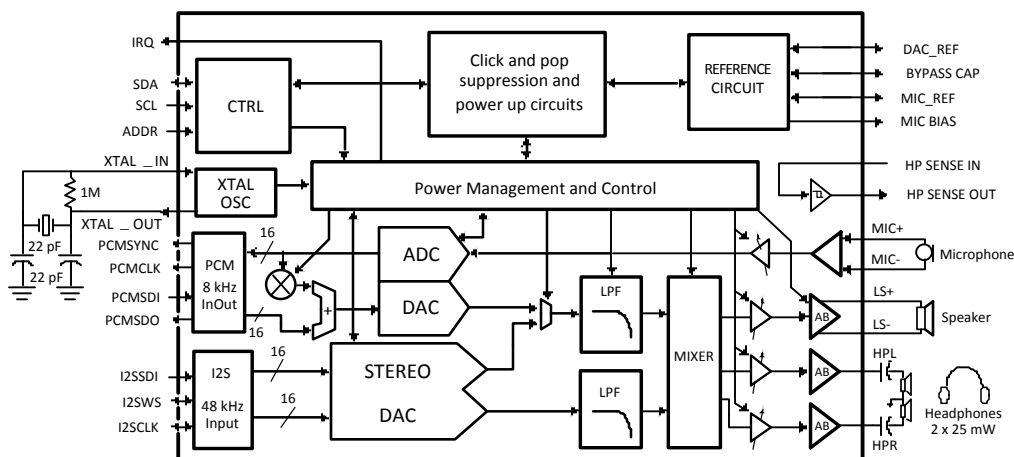 IRQ
SDA
SCL
ADDR
CTRL
Click and pop
suppression and
power up circuits
REFERENCE
CIRCUIT
DAC_REF
BYPASS CAP
MIC_REF
MIC BIAS
XTAL _IN
1M
XTAL _ OUT
22 pF
22 pF
XTAL
OSC
Power Management and Control
HP SENSE IN
HP SENSE OUT
PCMSYNC
PCMCLK
PCMSDI
PCMSDO
PCM
8 kHz
InOut
16
16
+
ADC
DAC
LPF
MIC+
MIC-
Microphone
LS+
LS-
AB
Speaker
I2SSDI
I2SWS
I2SCLK
I2S
48 kHz
Input
16
16
STEREO
DAC
LPF
MIXER
AB
AB
HPL
HPR
Headphones
2 x 25 mW